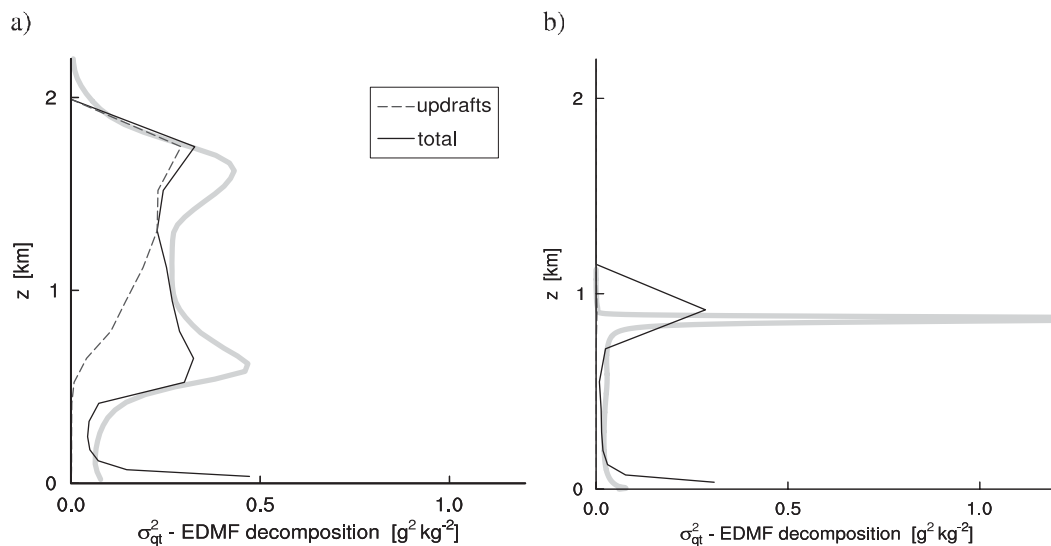 a)
b)
updrafts
total
2
1
0
z [km]
0.0 0.5 1.0
σ²qt - EDMF decomposition [g² kg⁻²]
2
1
0
z [km]
0.0 0.5 1.0
σ²qt - EDMF decomposition [g² kg⁻²]